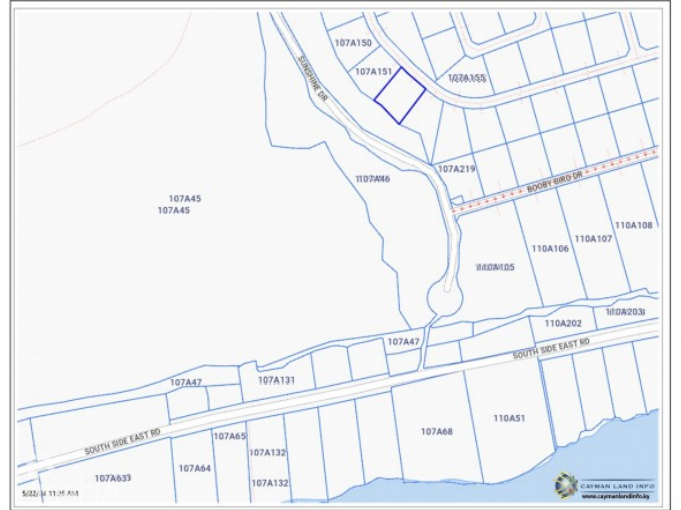 107A150
SUNSHINE DR
107A151
107A155
107A219
107A46
BOOBY BIRD DR
107A45
107A45
110A108
110A107
110A106
110A105
110A202
110A203
107A47
SOUTH SIDE EAST RD
107A47
107A131
110A51
107A68
SOUTH SIDE EAST RD
107A65
107A132
107A64
107A633
107A132
CAYMAN LAND INFO
www.caymanlandinfo.ky